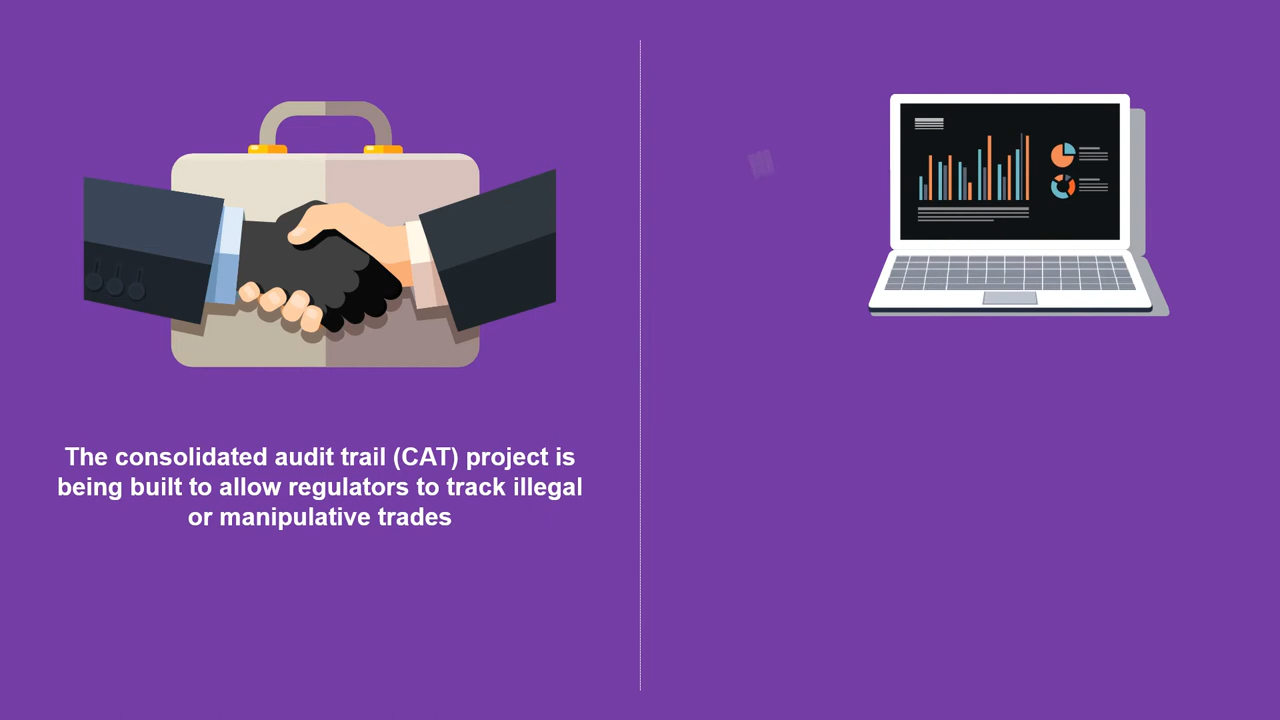 The consolidated audit trail (CAT) project is
being built to allow regulators to track illegal
or manipulative trades